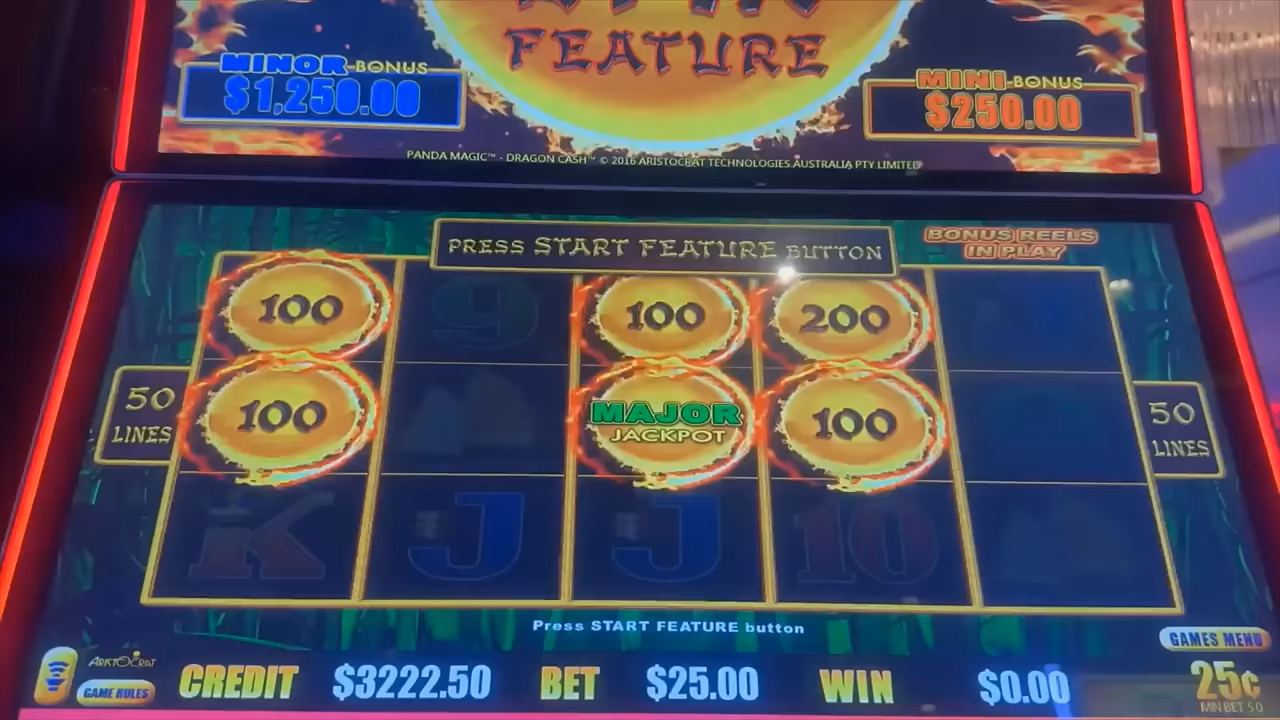 SPIN
FEATURE
MINOR BONUS
$1,250.00
MINI BONUS
$250.00
PANDA MAGIC™ - DRAGON CASH™ © 2016 ARISTOCRAT TECHNOLOGIES AUSTRALIA PTY LIMITED
PRESS START FEATURE BUTTON
BONUS REELS
IN PLAY
100
9
100
200
50
LINES
100
MAJOR
JACKPOT
100
50
LINES
K
J
J
10
Press START FEATURE button
GAMES MENU
ARISTOCRAT
GAME RULES
CREDIT $3222.50 BET $25.00 WIN $0.00
25¢
MIN BET 50